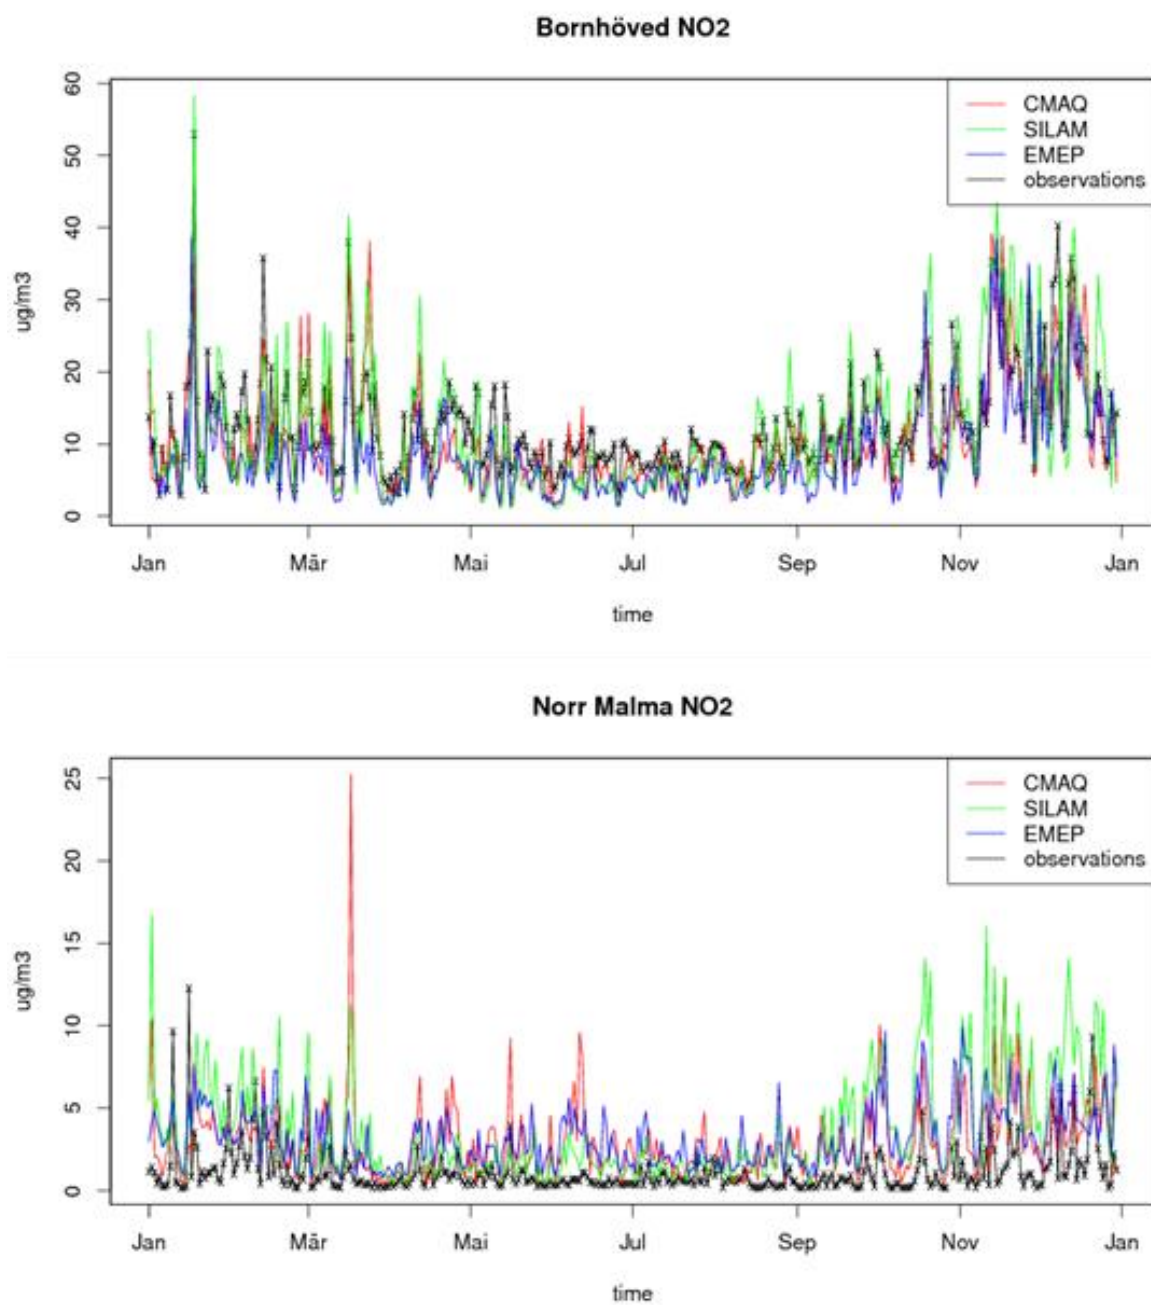 Bornhöved NO2
60
50
40
30
20
10
0
ug/m3
CMAQ
SILAM
EMEP
observations
Jan
Mär
Mai
Jul
Sep
Nov
Jan
time
Norr Malma NO2
25
20
15
10
5
0
ug/m3
CMAQ
SILAM
EMEP
observations
Jan
Mär
Mai
Jul
Sep
Nov
Jan
time